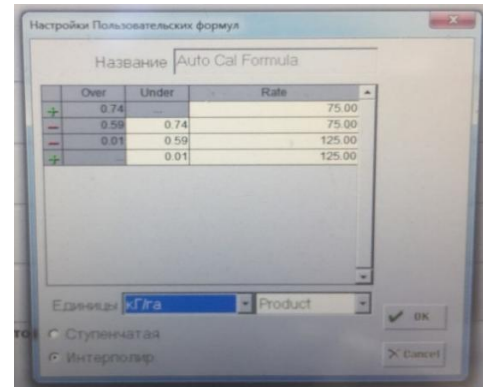 Настройки Пользовательских формул
Название Auto Cal Formula
Over Under Rate
+ 0.74 ... 75.00
− 0.59 0.74 75.00
− 0.01 0.59 125.00
+ ... 0.01 125.00
Единицы кГ/га Product
Ступенчатая
Интерполир.
OK
Cancel